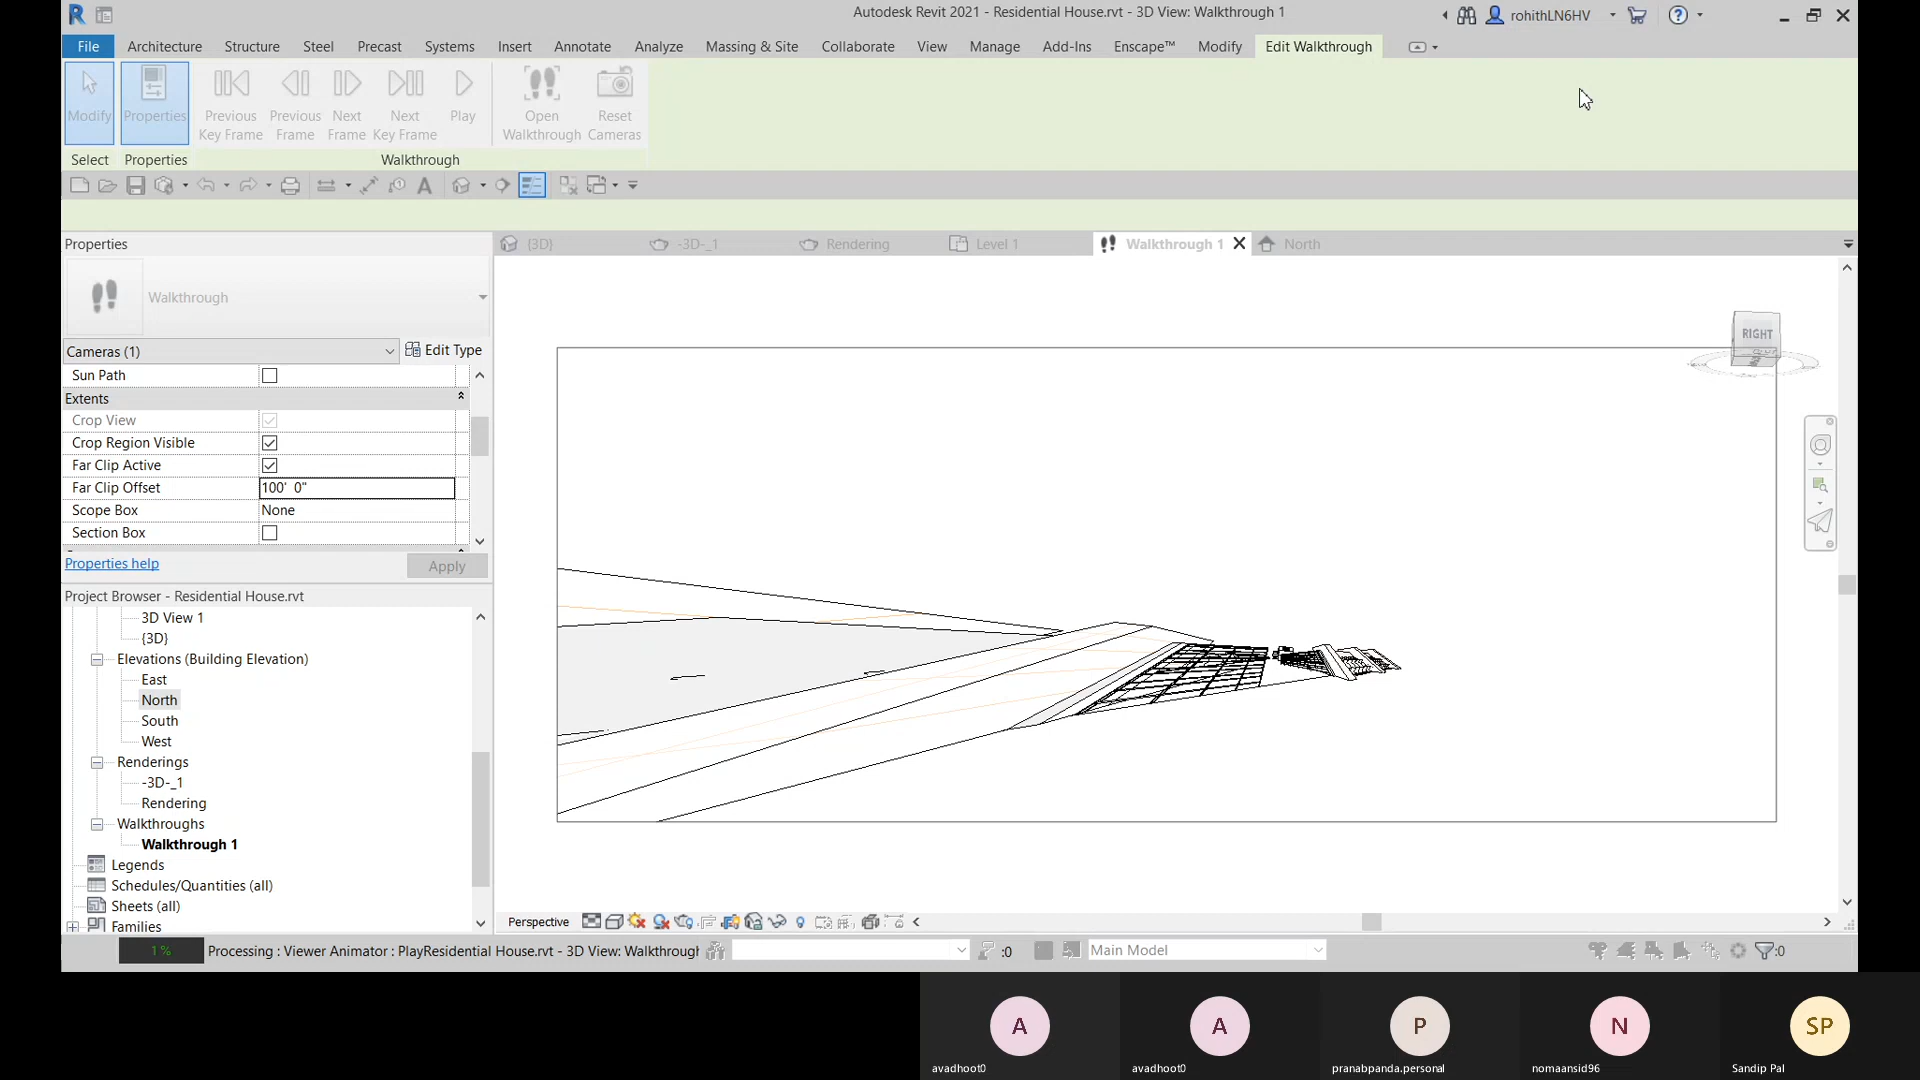 Autodesk Revit 2021 - Residential House.rvt - 3D View: Walkthrough 1
rohithLN6HV
File Architecture Structure Steel Precast Systems Insert Annotate Analyze Massing & Site Collaborate View Manage Add-Ins Enscape™ Modify Edit Walkthrough
Modify
Properties
Previous
Key Frame
Previous
Frame
Next
Frame
Next
Key Frame
Play
Open
Walkthrough
Reset
Cameras
Select Properties Walkthrough
Properties
{3D} -3D-_1 Rendering Level 1 Walkthrough 1 North
Walkthrough
Cameras (1) Edit Type
Sun Path
Extents
Crop View
Crop Region Visible
Far Clip Active
Far Clip Offset 100' 0"
Scope Box None
Section Box
Properties help Apply
RIGHT
Project Browser - Residential House.rvt
3D View 1
{3D}
Elevations (Building Elevation)
East
North
South
West
Renderings
-3D-_1
Rendering
Walkthroughs
Walkthrough 1
Legends
Schedules/Quantities (all)
Sheets (all)
Families
Perspective
1 % Processing : Viewer Animator : PlayResidential House.rvt - 3D View: Walkthrough :0 Main Model :0
A A P N SP
avadhoot0 avadhoot0 pranabpanda.personal nomaansid96 Sandip Pal